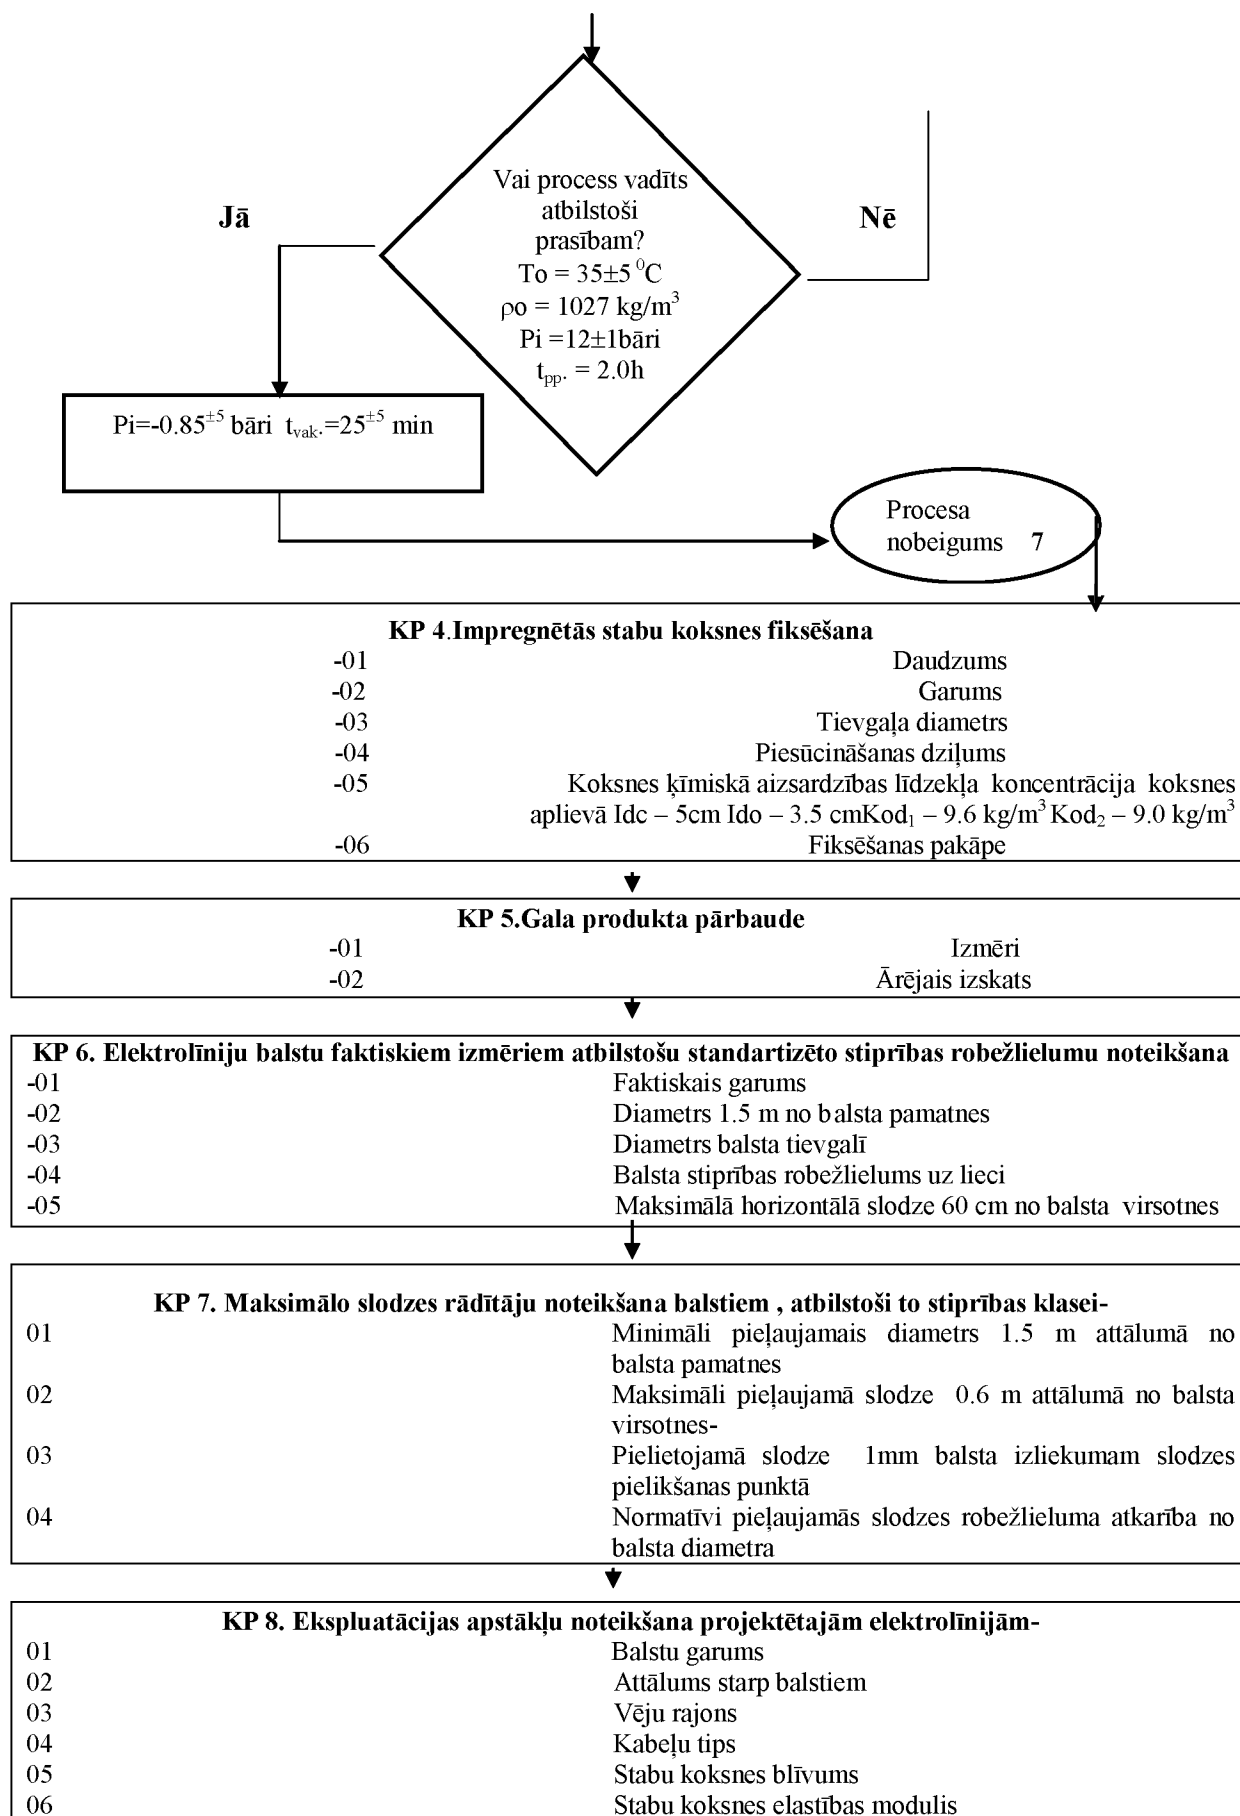 Vai process vadīts
atbilstoši
prasībam?
To = 35±5 ⁰C
ρo = 1027 kg/m³
Pi =12±1bāri
tₚₚ. = 2.0h
Jā
Nē
Pi=-0.85±5 bāri tvak.=25±5 min
Procesa
nobeigums 7
KP 4.Impregnētās stabu koksnes fiksēšana
-01 Daudzums
-02 Garums
-03 Tievgaļa diametrs
-04 Piesūcināšanas dziļums
-05 Koksnes ķīmiskā aizsardzības līdzekļa koncentrācija koksnes
aplievā Idc – 5cm Ido – 3.5 cmKod₁ – 9.6 kg/m³ Kod₂ – 9.0 kg/m³
-06 Fiksēšanas pakāpe
KP 5.Gala produkta pārbaude
-01 Izmēri
-02 Ārējais izskats
KP 6. Elektrolīniju balstu faktiskiem izmēriem atbilstošu standartizēto stiprības robežlielumu noteikšana
-01 Faktiskais garums
-02 Diametrs 1.5 m no balsta pamatnes
-03 Diametrs balsta tievgalī
-04 Balsta stiprības robežlielums uz lieci
-05 Maksimālā horizontālā slodze 60 cm no balsta virsotnes
KP 7. Maksimālo slodzes rādītāju noteikšana balstiem , atbilstoši to stiprības klasei-
01 Minimāli pieļaujamais diametrs 1.5 m attālumā no
balsta pamatnes
02 Maksimāli pieļaujamā slodze 0.6 m attālumā no balsta
virsotnes-
03 Pielietojamā slodze 1mm balsta izliekumam slodzes
pielikšanas punktā
04 Normatīvi pieļaujamās slodzes robežlieluma atkarība no
balsta diametra
KP 8. Ekspluatācijas apstākļu noteikšana projektētajām elektrolīnijām-
01 Balstu garums
02 Attālums starp balstiem
03 Vēju rajons
04 Kabeļu tips
05 Stabu koksnes blīvums
06 Stabu koksnes elastības modulis